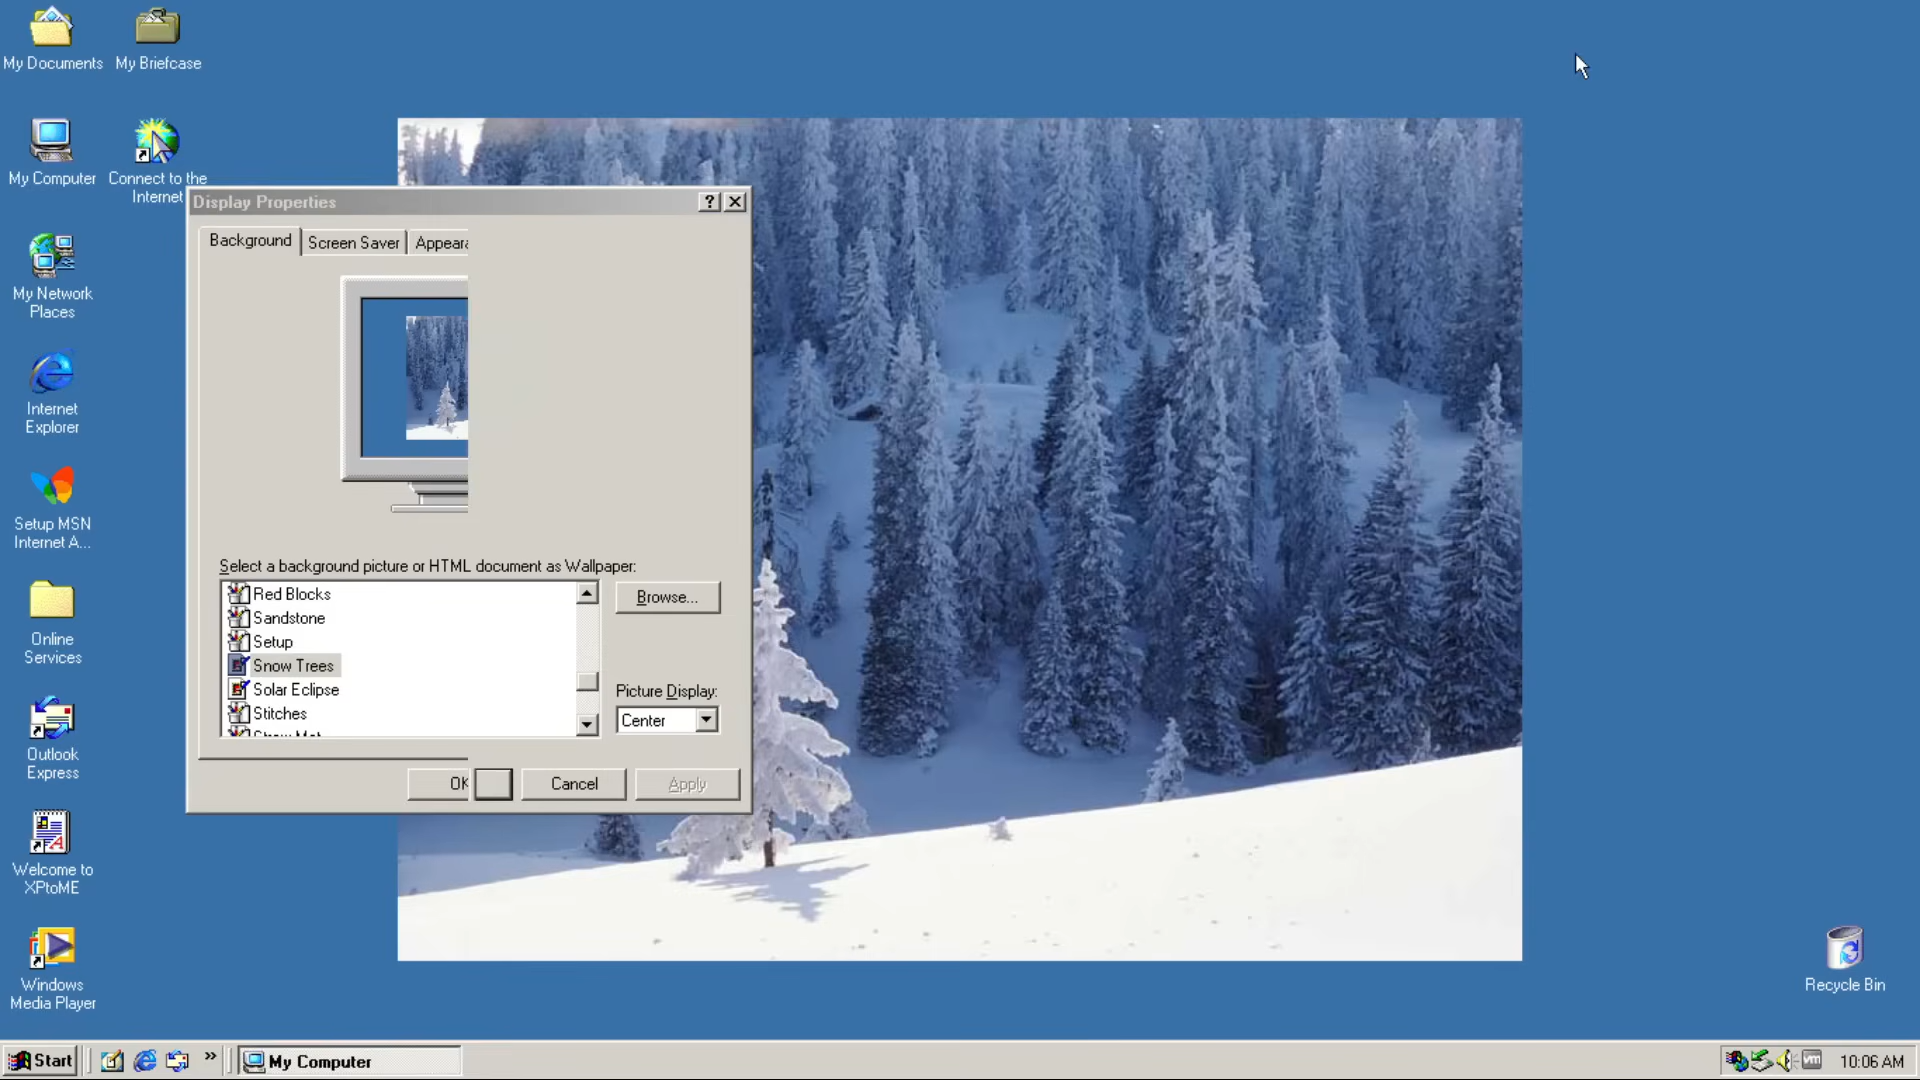 My Documents
My Briefcase
My Computer
Connect to the
Internet
Display Properties
?
Background
Screen Saver
My Network
Places
Internet
Explorer
Setup MSN
Internet A...
Select a background picture or HTML document as Wallpaper:
Red Blocks
Browse...
Sandstone
Setup
Snow Trees
Solar Eclipse
Picture Display:
Stitches
Center
Online
Services
Outlook
Express
Cancel
Apply
Welcome to
XPtoME
Windows
Media Player
Recycle Bin
Start
»
My Computer
vm
10:06 AM